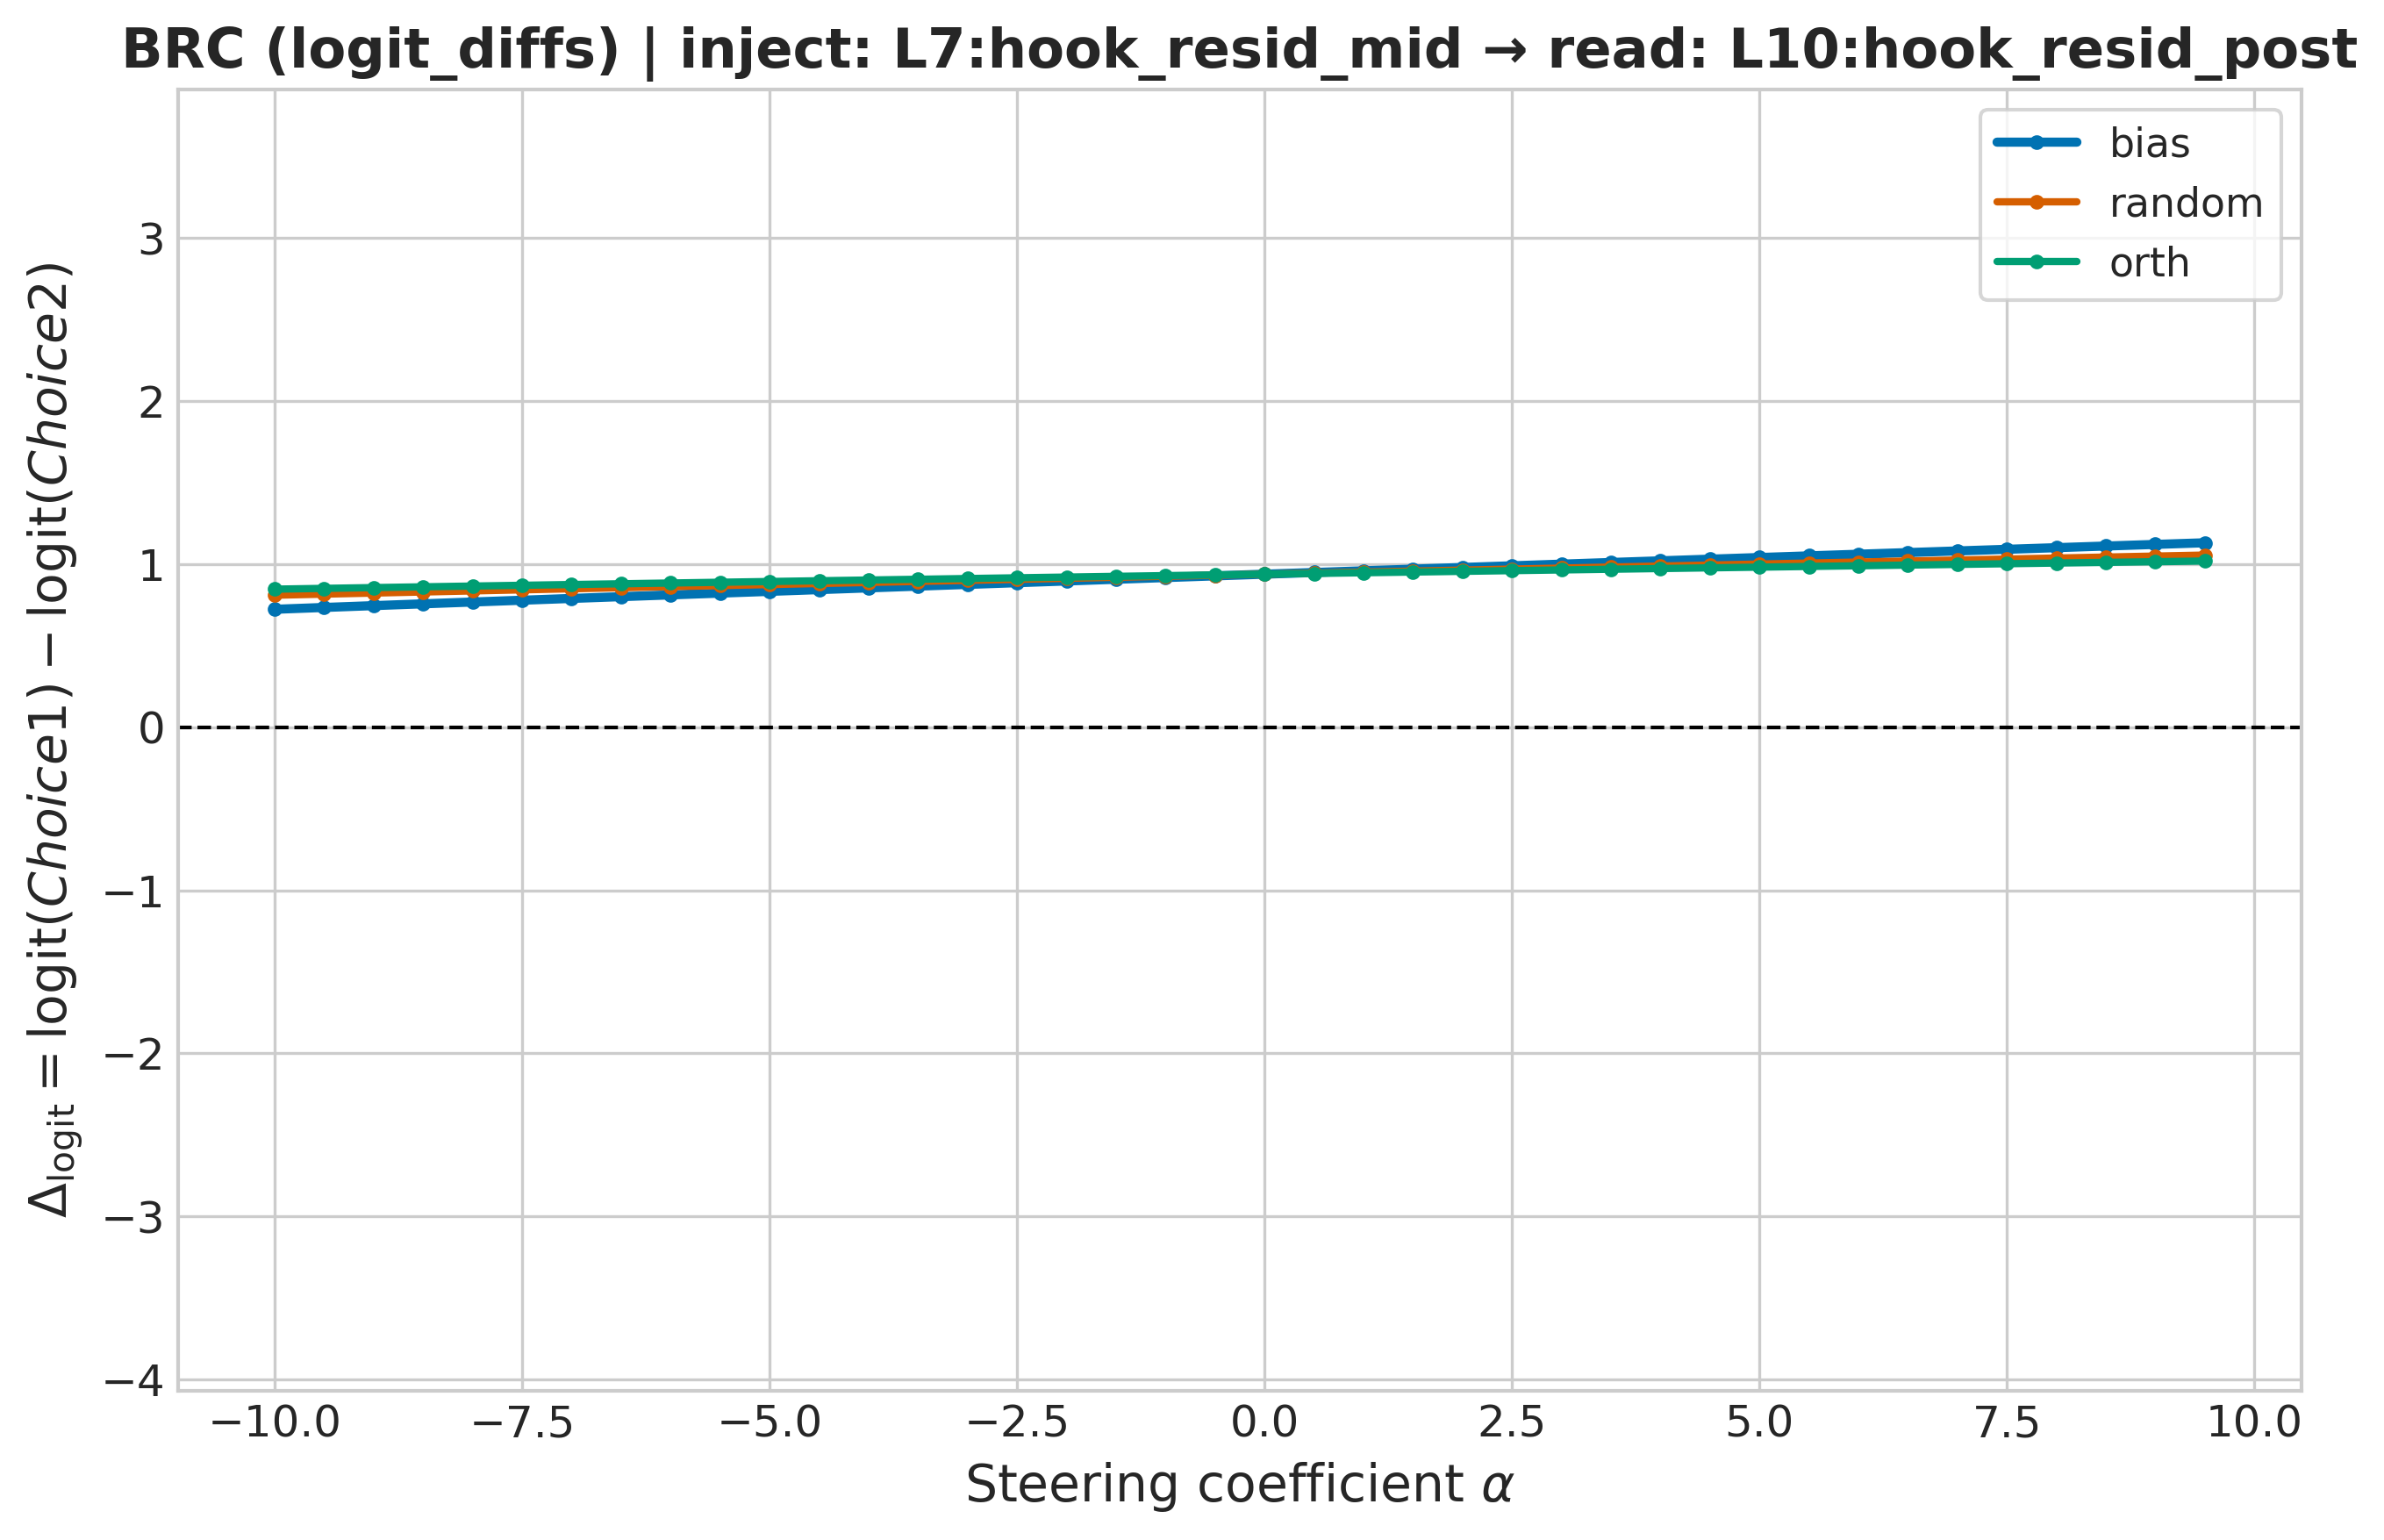 BRC (logit_diffs) | inject: L7:hook_resid_mid → read: L10:hook_resid_post
bias
random
orth
3
2
1
0
−1
−2
−3
−4
Δlogit = logit(Choice1) − logit(Choice2)
−10.0 −7.5 −5.0 −2.5 0.0 2.5 5.0 7.5 10.0
Steering coefficient α